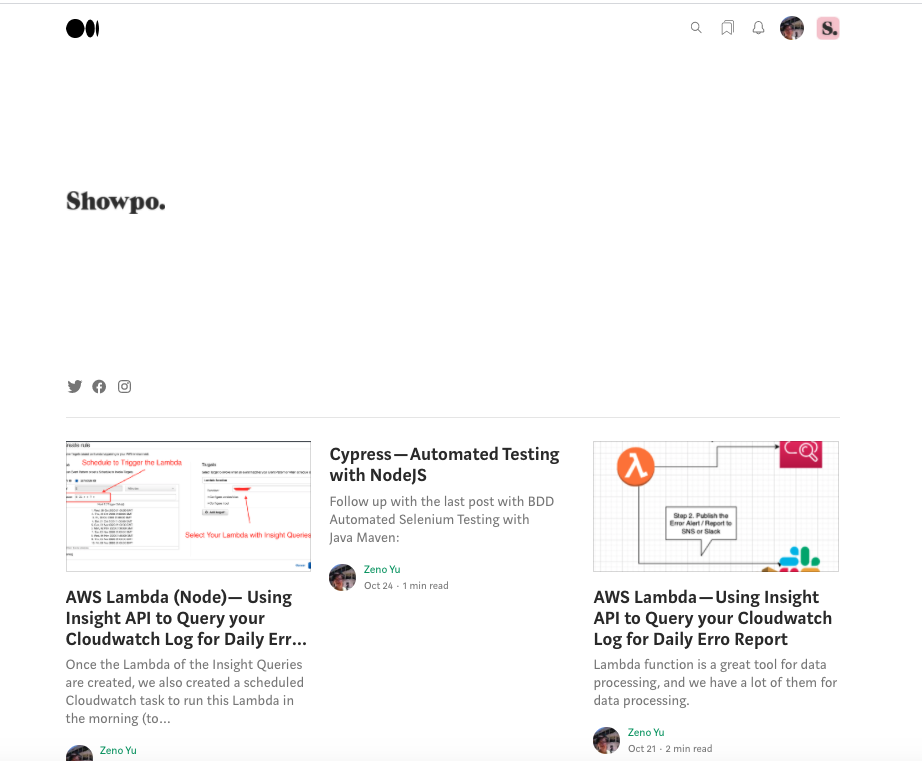 S.
Showpo.
Schedule to Trigger the Lambda
Targets
Select Your Lambda with Insight Queries
AWS Lambda (Node)— Using
Insight API to Query your
Cloudwatch Log for Daily Err…
Once the Lambda of the Insight Queries
are created, we also created a scheduled
Cloudwatch task to run this Lambda in
the morning (to…
Zeno Yu
Cypress — Automated Testing
with NodeJS
Follow up with the last post with BDD
Automated Selenium Testing with
Java Maven:
Zeno Yu
Oct 24 · 1 min read
Step 2. Publish the
Error Alert / Report to
SNS or Slack
AWS Lambda — Using Insight
API to Query your Cloudwatch
Log for Daily Erro Report
Lambda function is a great tool for data
processing, and we have a lot of them for
data processing.
Zeno Yu
Oct 21 · 2 min read